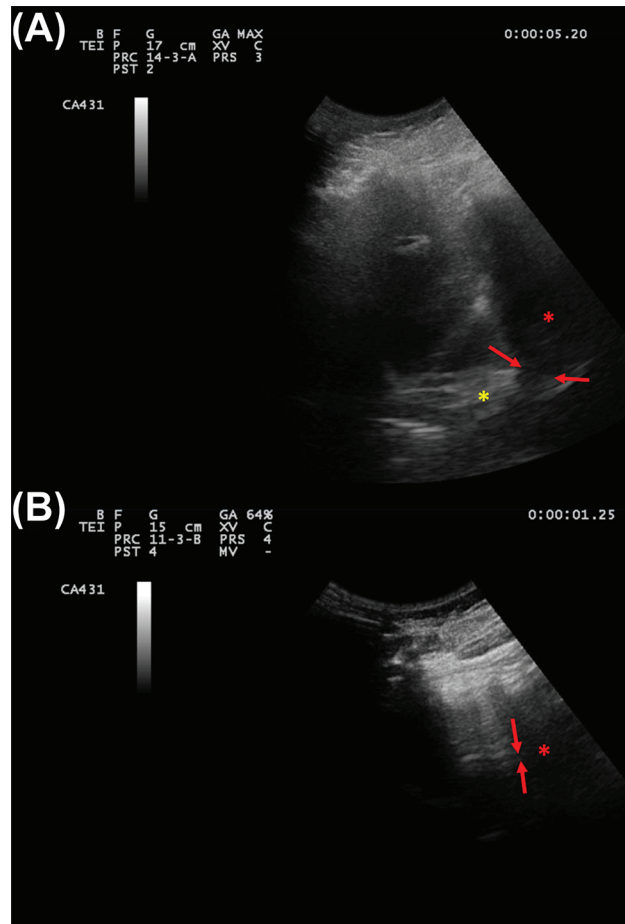 (A)
B F G GA MAX 0:00:05.20
TEI P 17 cm XV C
PRC 14-3-A PRS 3
PST 2
CA431
*
*
(B)
B F G GA 64% 0:00:01.25
TEI P 15 cm XV C
PRC 11-3-B PRS 4
PST 4 MV -
CA431
*